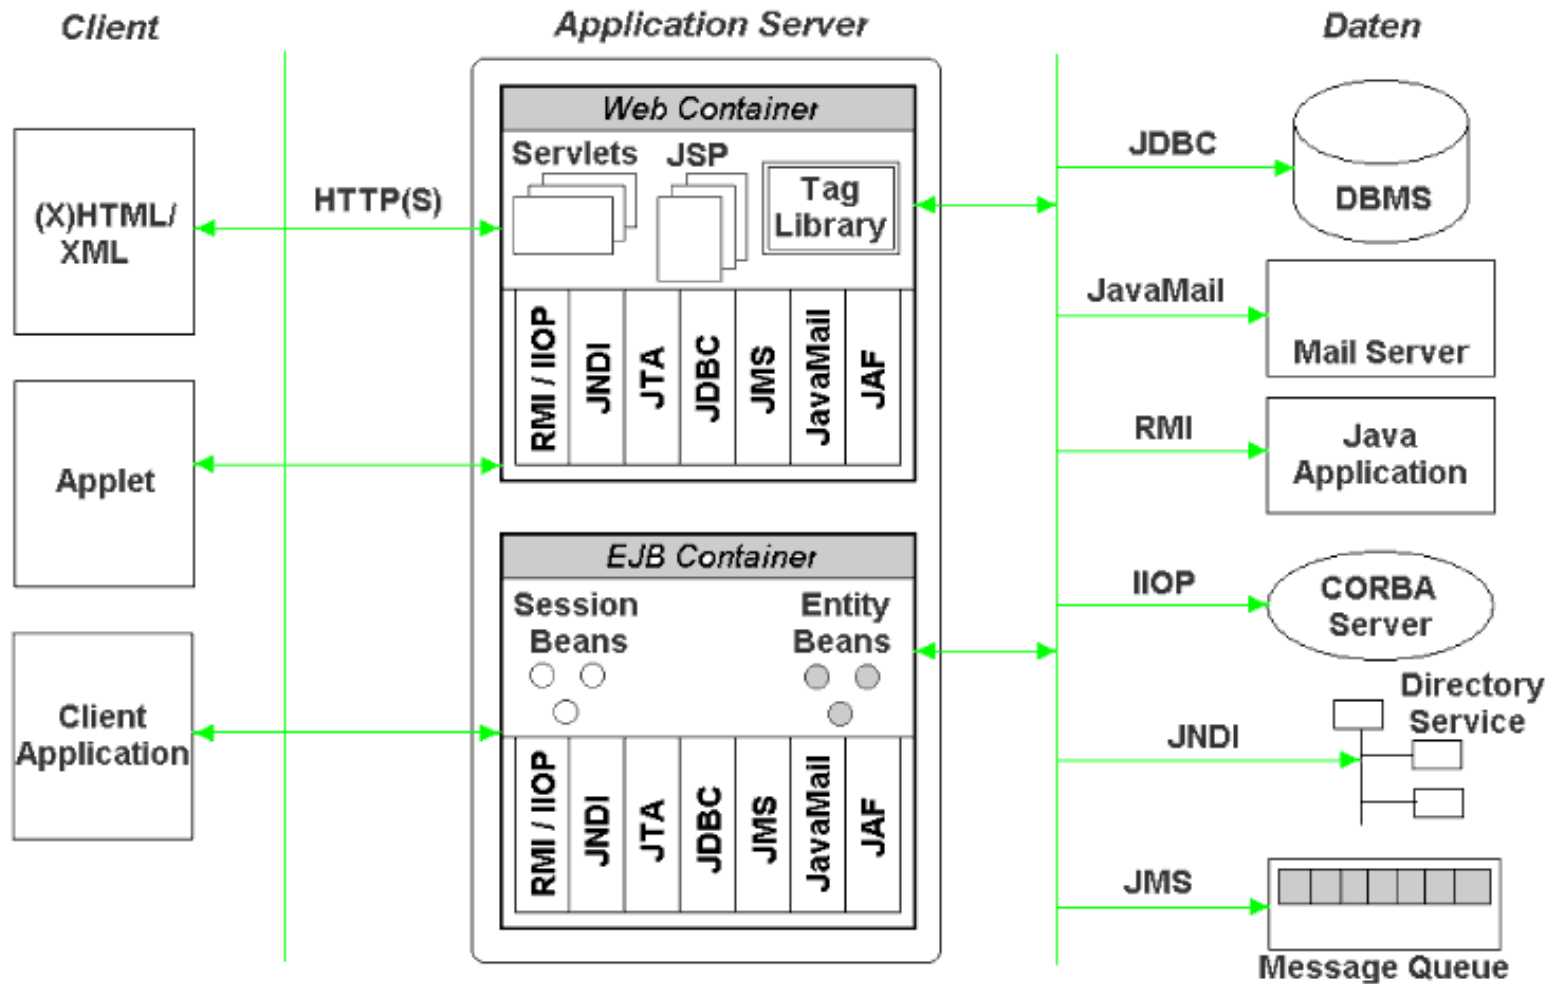 Client
Application Server
Daten
(X)HTML/
XML
Applet
Client
Application
HTTP(S)
Web Container
Servlets
JSP
Tag
Library
RMI / IIOP
JNDI
JTA
JDBC
JMS
JavaMail
JAF
EJB Container
Session
Beans
Entity
Beans
RMI / IIOP
JNDI
JTA
JDBC
JMS
JavaMail
JAF
JDBC
DBMS
JavaMail
Mail Server
RMI
Java
Application
IIOP
CORBA
Server
JNDI
Directory
Service
JMS
Message Queue